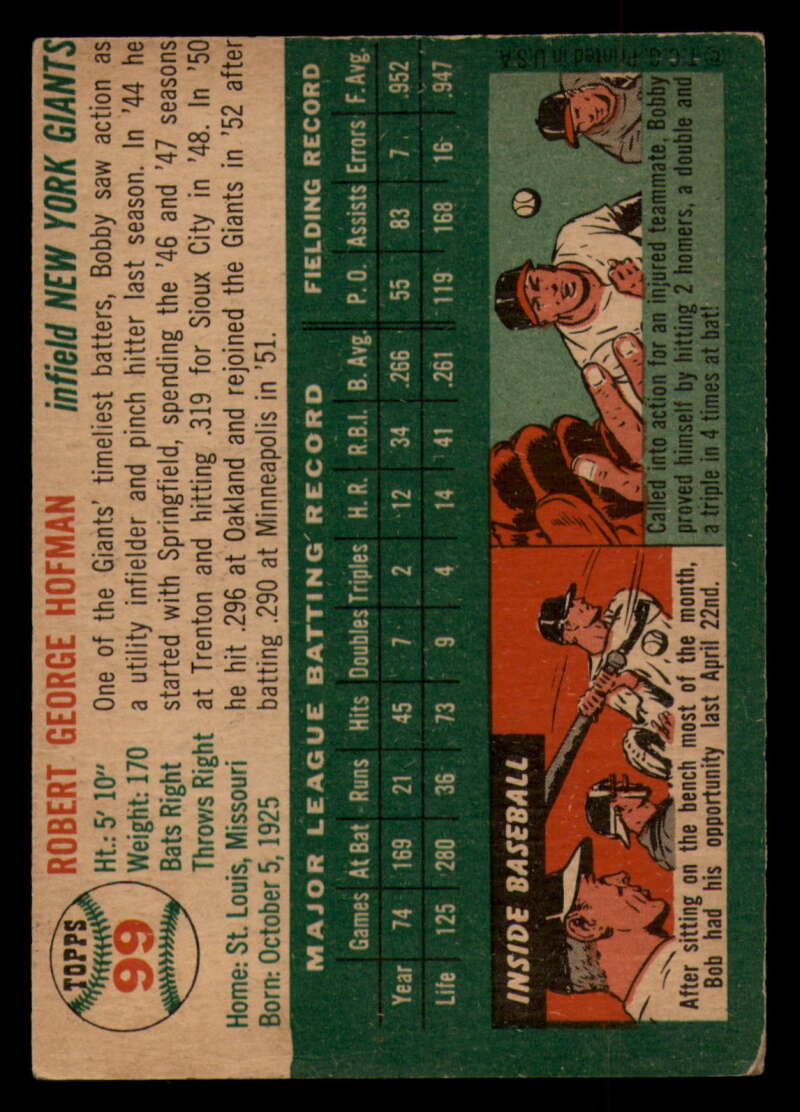 TOPPS
99
ROBERT GEORGE HOFMAN
infield NEW YORK GIANTS
Ht.: 5' 10"
Weight: 170
Bats Right
Throws Right
Home: St. Louis, Missouri
Born: October 5, 1925
One of the Giants' timeliest batters, Bobby saw action as
a utility infielder and pinch hitter last season. In '44 he
started with Springfield, spending the '46 and '47 seasons
at Trenton and hitting .319 for Sioux City in '48. In '50
he hit .296 at Oakland and rejoined the Giants in '52 after
batting .290 at Minneapolis in '51.
MAJOR LEAGUE BATTING RECORD FIELDING RECORD
Games At Bat Runs Hits Doubles Triples H. R. R.B.I. B. Avg. P. O. Assists Errors F. Avg.
Year 74 169 21 45 7 2 12 34 .266 55 83 7 .952
Life 125 280 36 73 9 4 14 41 .261 119 168 16 .947
INSIDE BASEBALL
After sitting on the bench most of the month,
Bob had his opportunity last April 22nd.
Called into action for an injured teammate, Bobby
proved himself by hitting 2 homers, a double and
a triple in 4 times at bat!
© T.C.G. Printed in U.S.A.